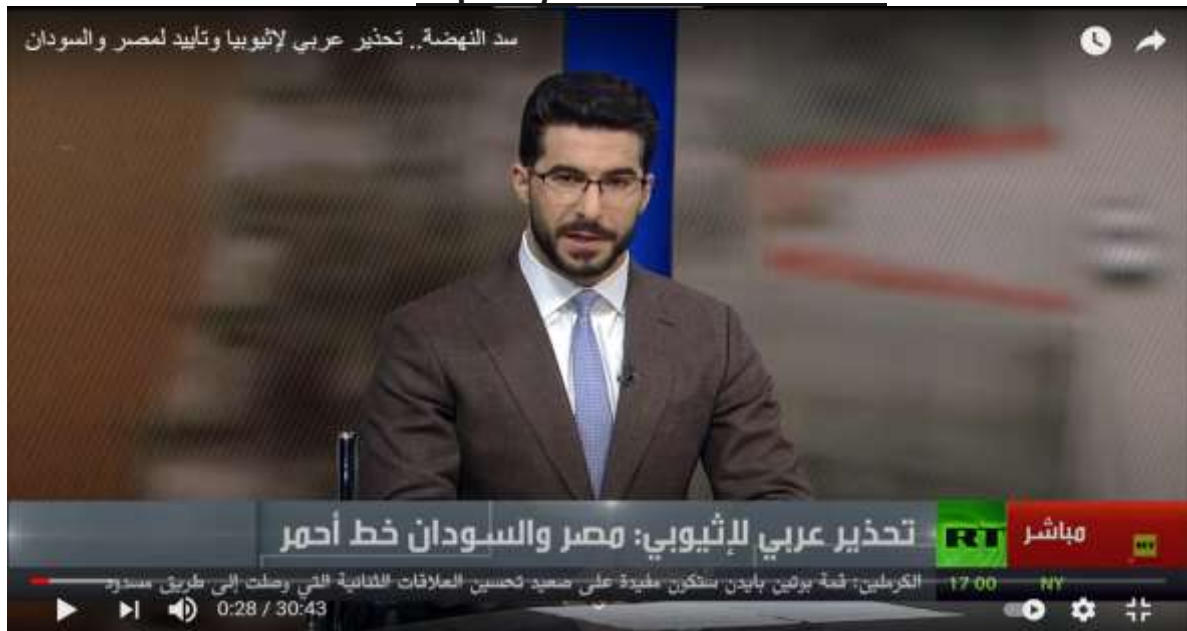 سد النهضة.. تحذير عربي لإثيوبيا وتأييد لمصر والسودان
مباشر
RT
تحذير عربي لإثيوبي: مصر والسودان خط أحمر
NY 17 00
الكرملين: قمة بوتين بايدن ستكون مفيدة على صعيد تحسين العلاقات الثنائية التي وصلت إلى طريق مسدود
0:28 / 30:43